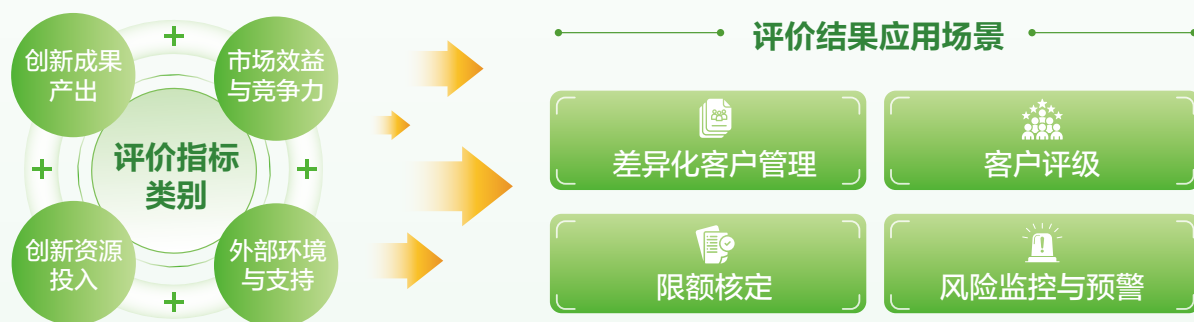 创新成果
产出
市场效益
与竞争力
评价指标
类别
创新资源
投入
外部环境
与支持
评价结果应用场景
差异化客户管理
客户评级
限额核定
风险监控与预警